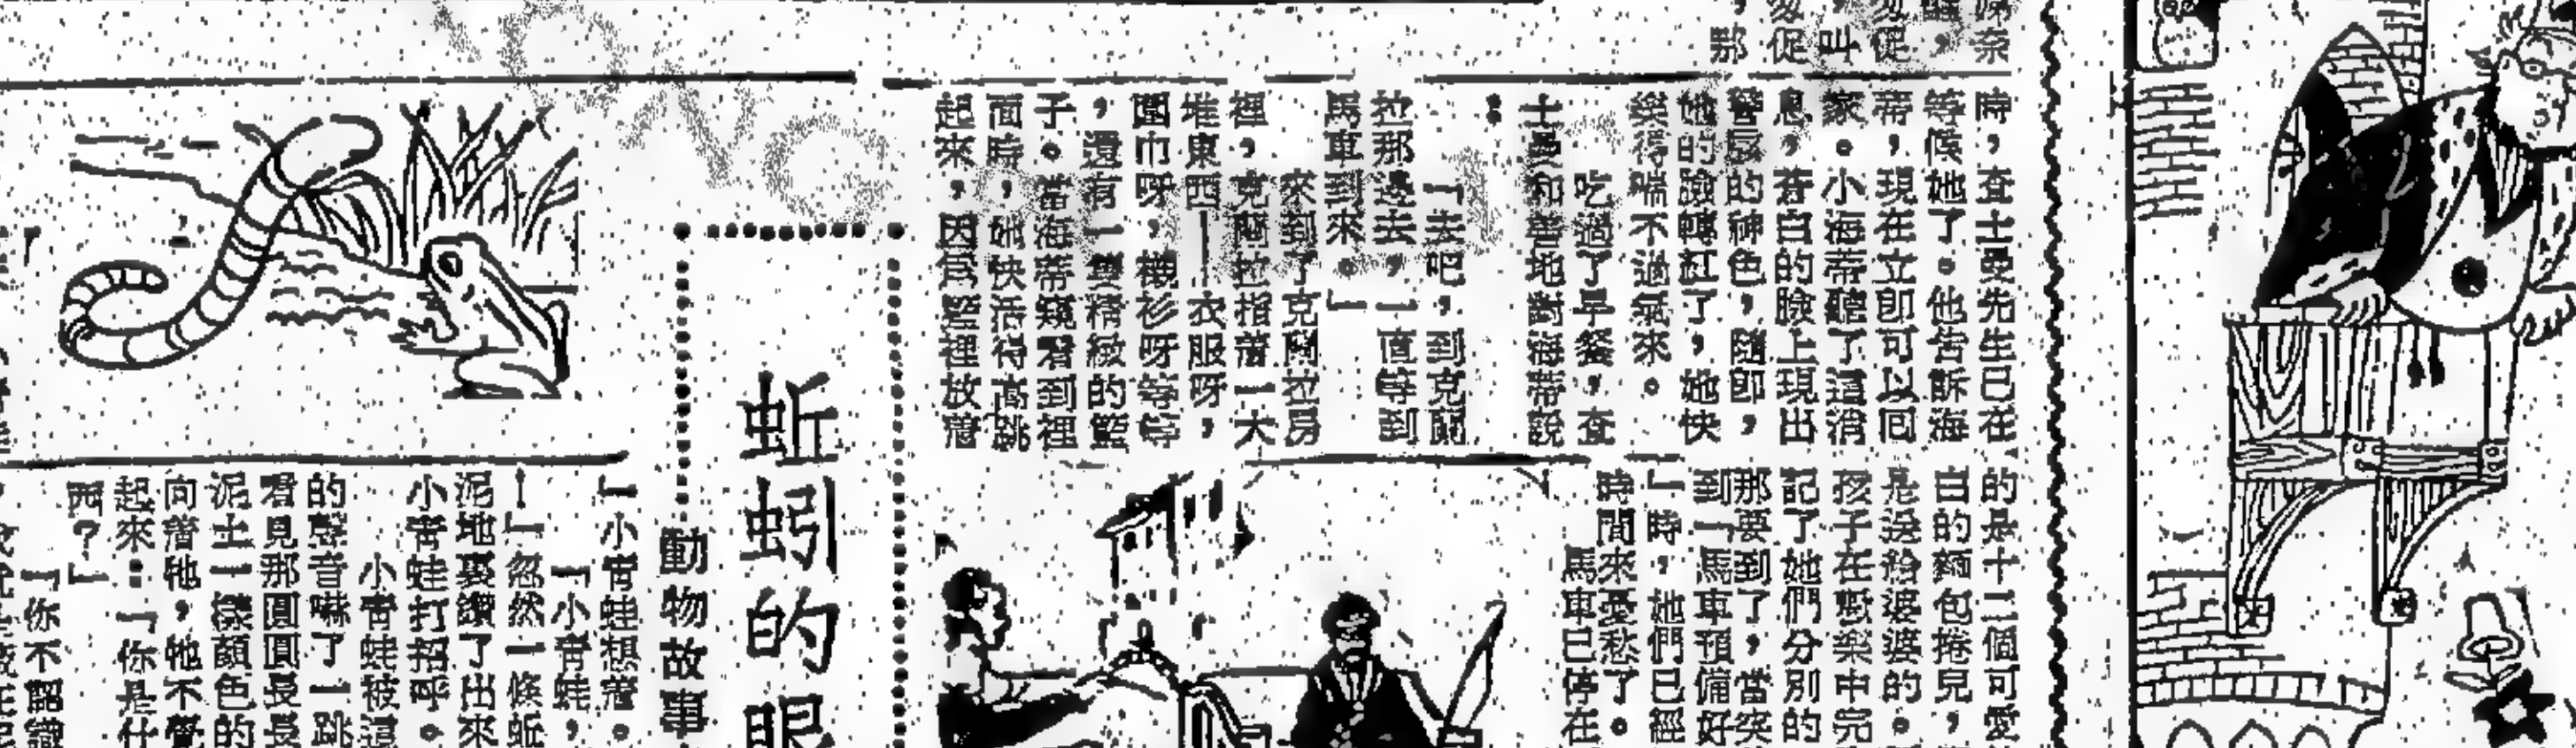 時，查士曼先生已在
等候她了。他告訴海
蒂，現在立即可以回
家。小海蒂聽了這消
息，蒼白的臉上現出
警愕的神色，隨即，
她的臉轉紅了，她快
樂得喘不過氣來。
吃過了早餐，查
士曼和善地對海蒂說
：
「去吧，到克蘭
拉那邊去，一直等到
馬車到來。」
來到了克蘭拉房
裡，克蘭拉指着一大
堆東西——衣服呀，
圍巾呀，襯衫呀等等
，還有一隻精緻的籃
子。當海蒂窺看到裡
面時，她快活得高跳
起來，因為籃裡放着
的是十二個可愛
白的麵包捲兒，
是送給婆婆的。
孩子在歡樂中完
記了她們分別的
那要到了，當突
到「馬車預備好
」時，她們已經
時間來憂愁了。
馬車已停在
蚯蚓的眼
動物故事
」小青蛙想着。
「小青蛙，
！」忽然一條蚯
泥地裏鑽了出來
小青蛙打招呼。
小青蛙被這
的聲音嚇了一跳
看見那圓圓長長
泥土一樣顏色的
向着牠，牠不覺
起來：「你是什
西？」
「你不認識